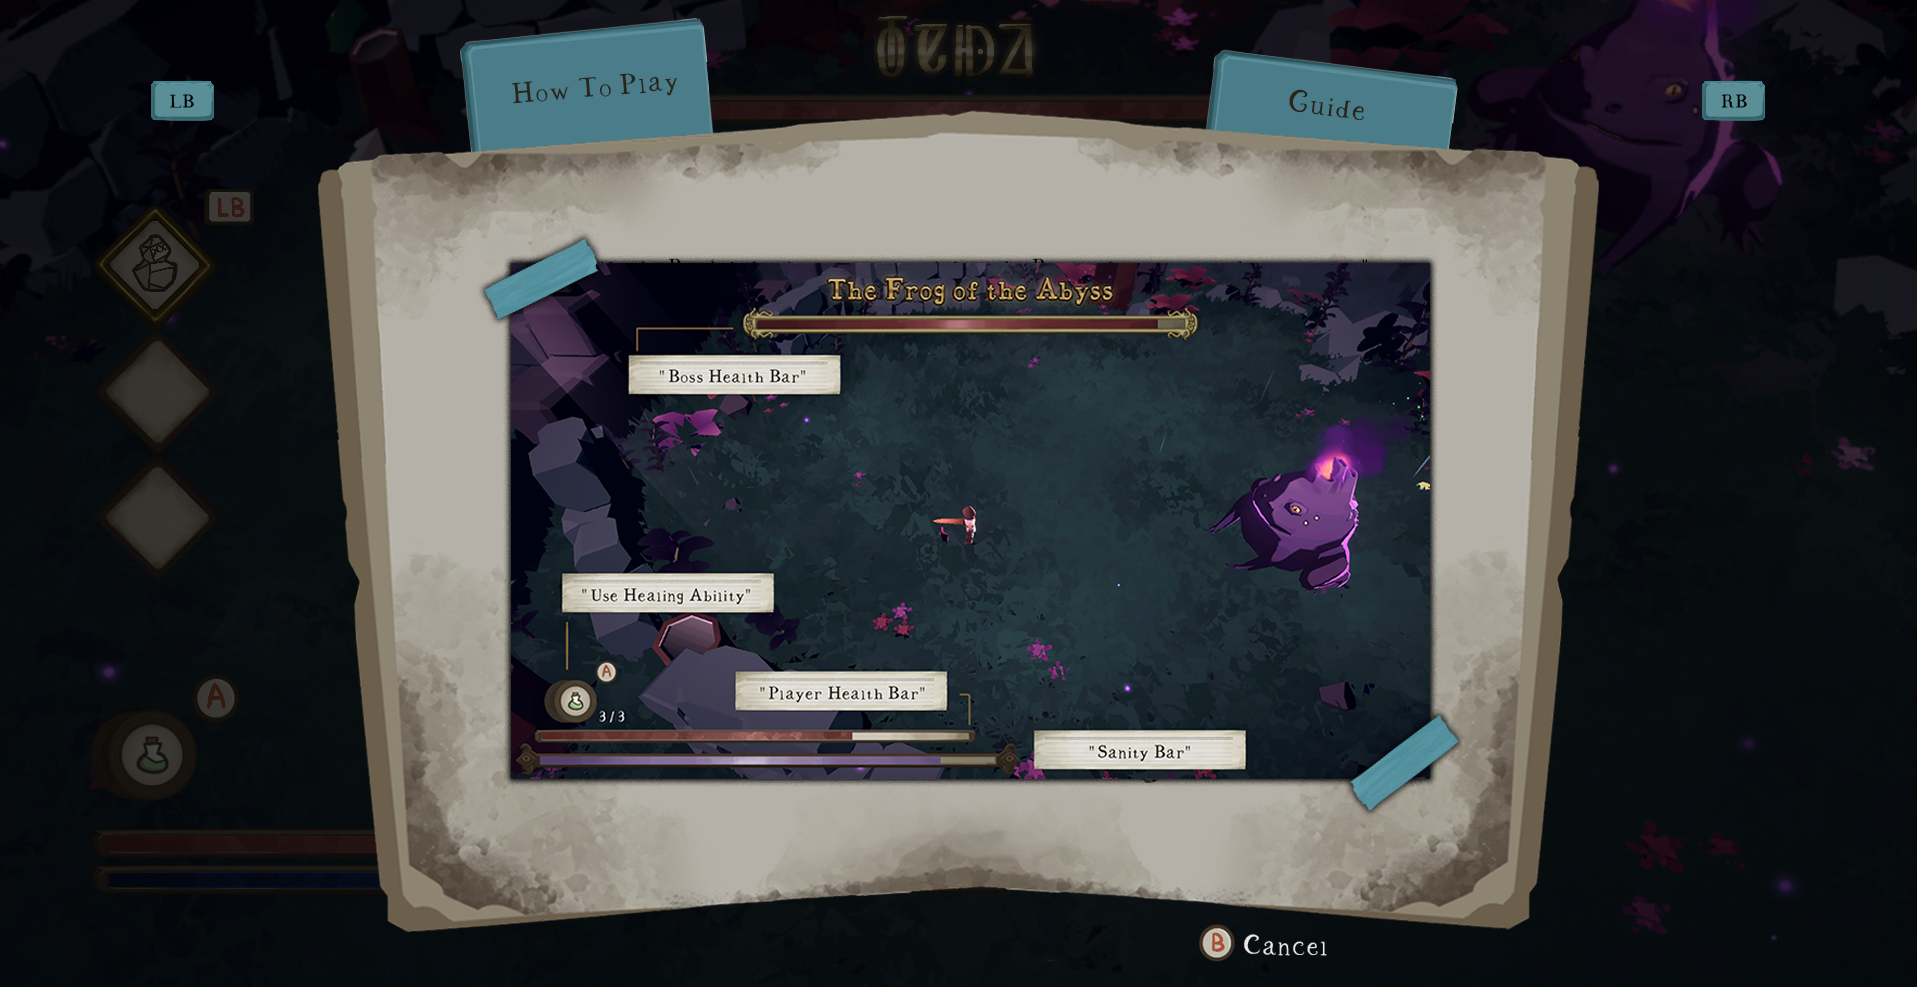 How To Play
Guide
LB
RB
LB
The Frog of the Abyss
"Boss Health Bar"
"Use Healing Ability"
A
3/3
"Player Health Bar"
"Sanity Bar"
A
B Cancel